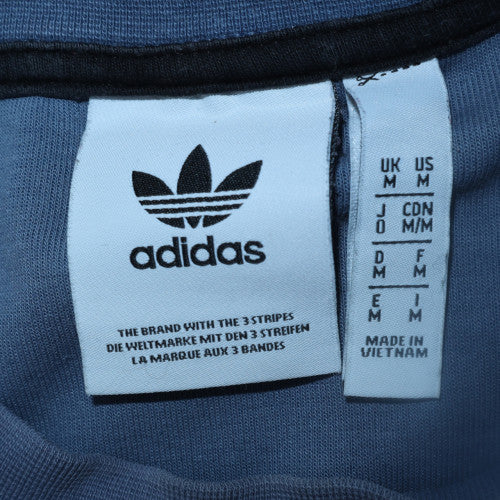 adidas
THE BRAND WITH THE 3 STRIPES
DIE WELTMARKE MIT DEN 3 STREIFEN
LA MARQUE AUX 3 BANDES
UK US
M M
J CDN
O M/M
D F
M M
E I
M M
MADE IN
VIETNAM